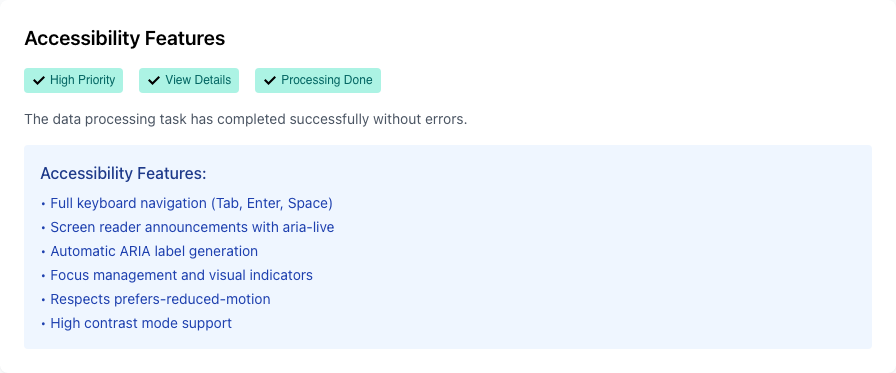 Accessibility Features
High Priority View Details Processing Done
The data processing task has completed successfully without errors.
Accessibility Features:
• Full keyboard navigation (Tab, Enter, Space)
• Screen reader announcements with aria-live
• Automatic ARIA label generation
• Focus management and visual indicators
• Respects prefers-reduced-motion
• High contrast mode support